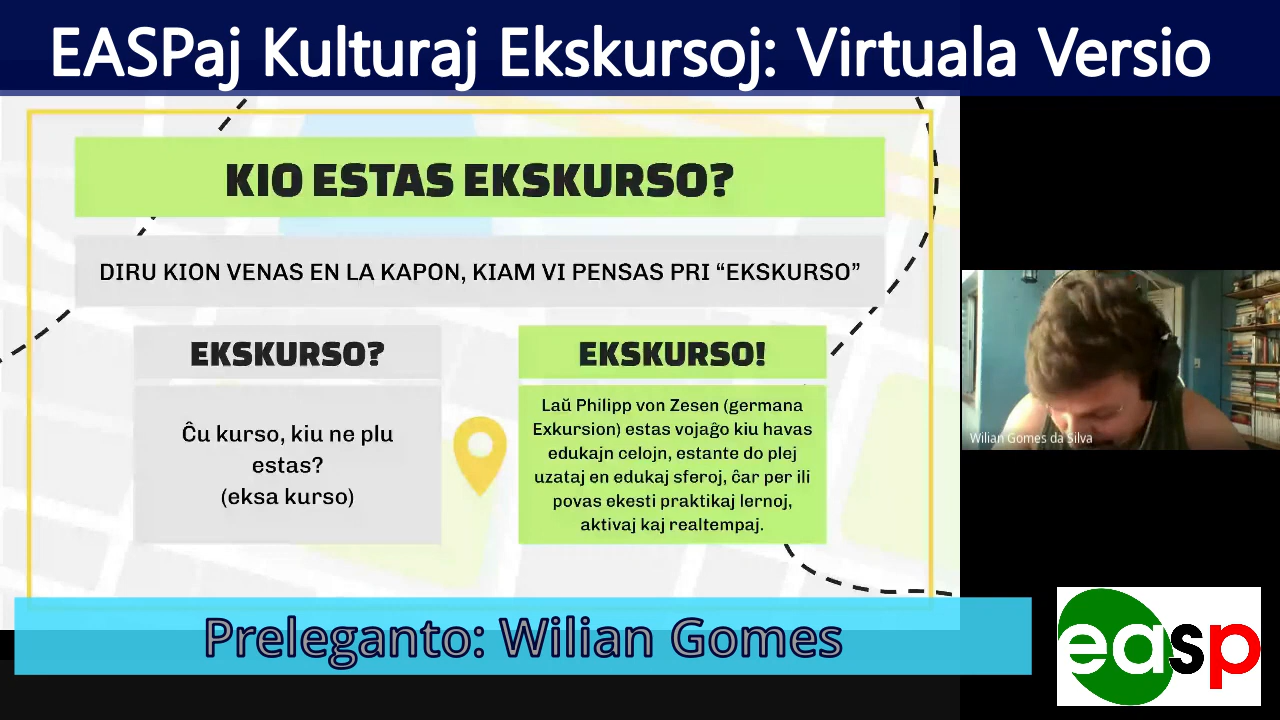 EASPaj Kulturaj Ekskursoj: Virtuala Versio
KIO ESTAS EKSKURSO?
DIRU KION VENAS EN LA KAPON, KIAM VI PENSAS PRI “EKSKURSO”
EKSKURSO?
Ĉu kurso, kiu ne plu
estas?
(eksa kurso)
EKSKURSO!
Laŭ Philipp von Zesen (germana
Exkursion) estas vojaĝo kiu havas
edukajn celojn, estante do plej
uzataj en edukaj sferoj, ĉar per ili
povas ekesti praktikaj lernoj,
aktivaj kaj realtempaj.
Wilian Gomes da Silva
Preleganto: Wilian Gomes
easp